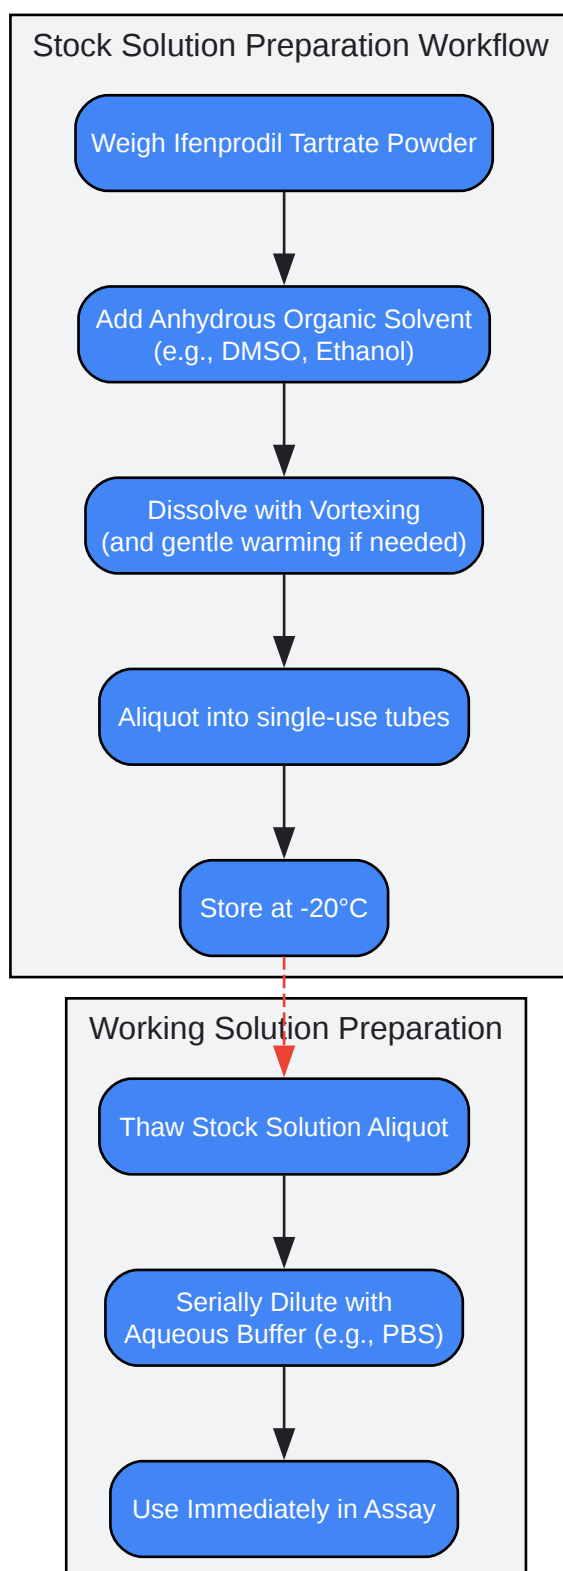 Stock Solution Preparation Workflow
Weigh Ifenprodil Tartrate Powder
Add Anhydrous Organic Solvent
(e.g., DMSO, Ethanol)
Dissolve with Vortexing
(and gentle warming if needed)
Aliquot into single-use tubes
Store at -20°C
Working Solution Preparation
Thaw Stock Solution Aliquot
Serially Dilute with
Aqueous Buffer (e.g., PBS)
Use Immediately in Assay